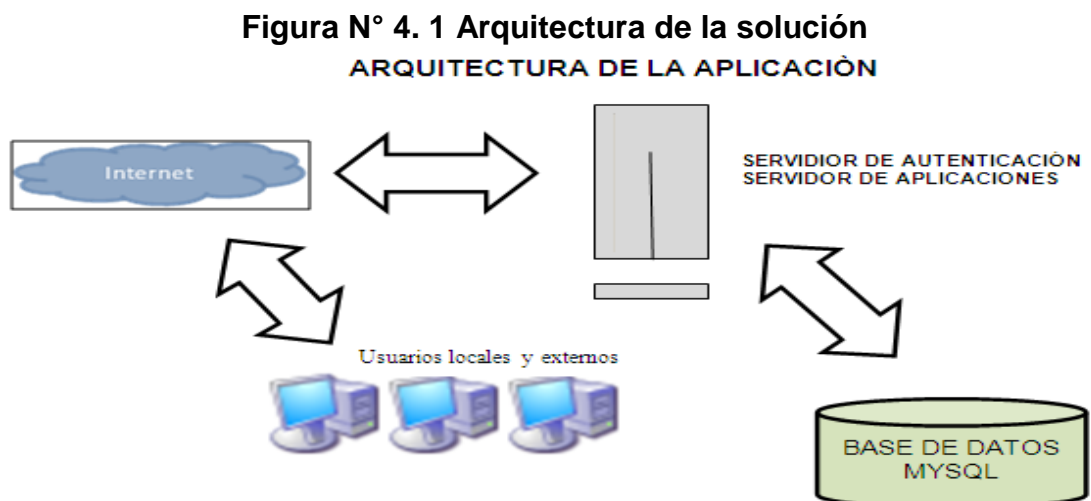 Figura N° 4. 1 Arquitectura de la solución
ARQUITECTURA DE LA APLICACIÒN
Internet
SERVIDIOR DE AUTENTICACIÒN
SERVIDOR DE APLICACIONES
Usuarios locales y externos
BASE DE DATOS
MYSQL